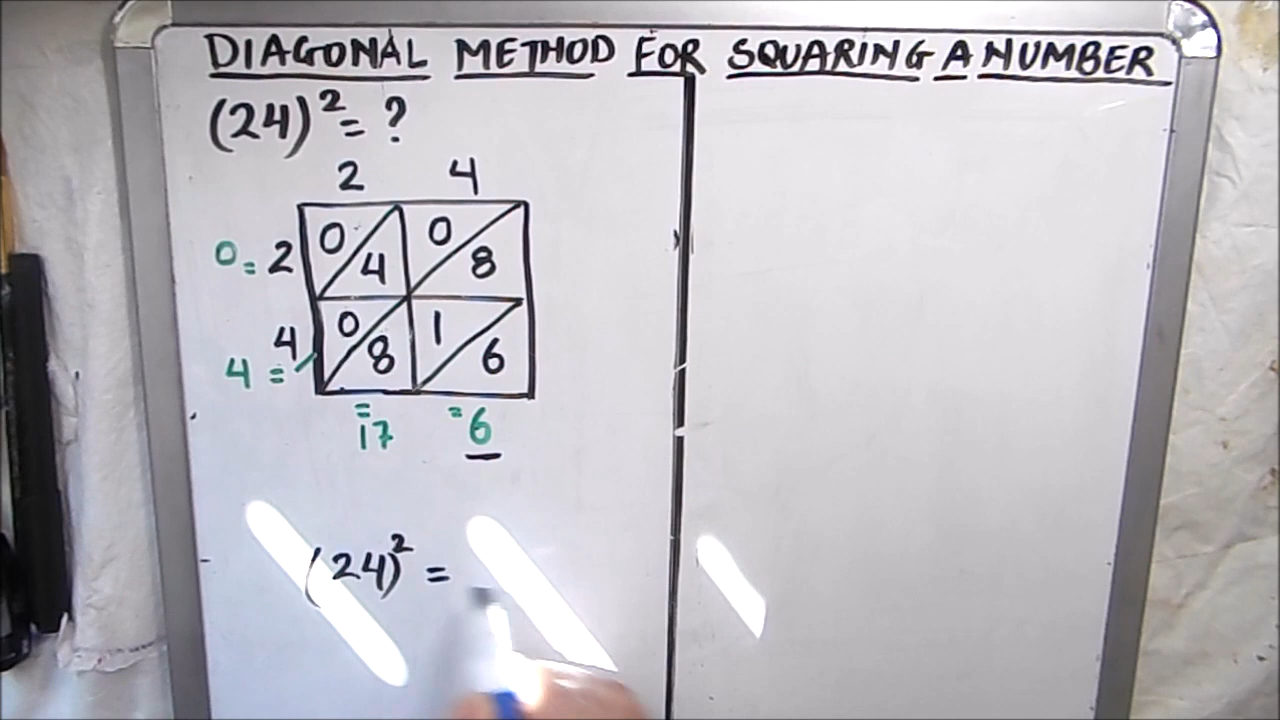 DIAGONAL METHOD FOR SQUARING A NUMBER
(24)² = ?
2 4
0 0
0 = 2 4 8
0 1
4
4 = 8 6
= 17 = 6
(24)² =